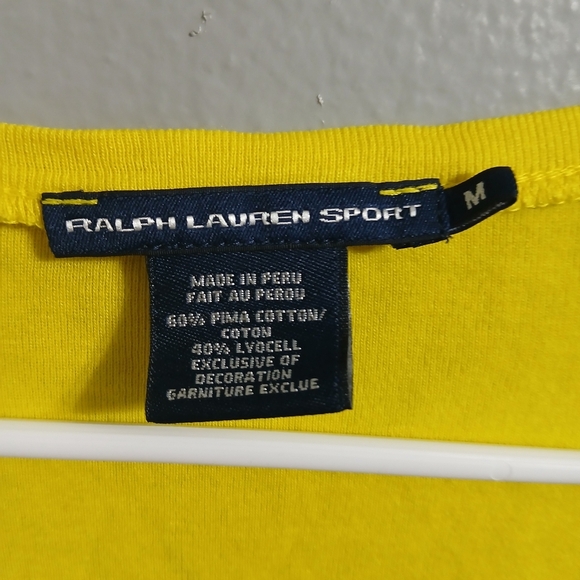 RALPH LAUREN SPORT
M
MADE IN PERU
FAIT AU PEROU
60% PIMA COTTON/
COTON
40% LYOCELL
EXCLUSIVE OF
DECORATION
GARNITURE EXCLUE